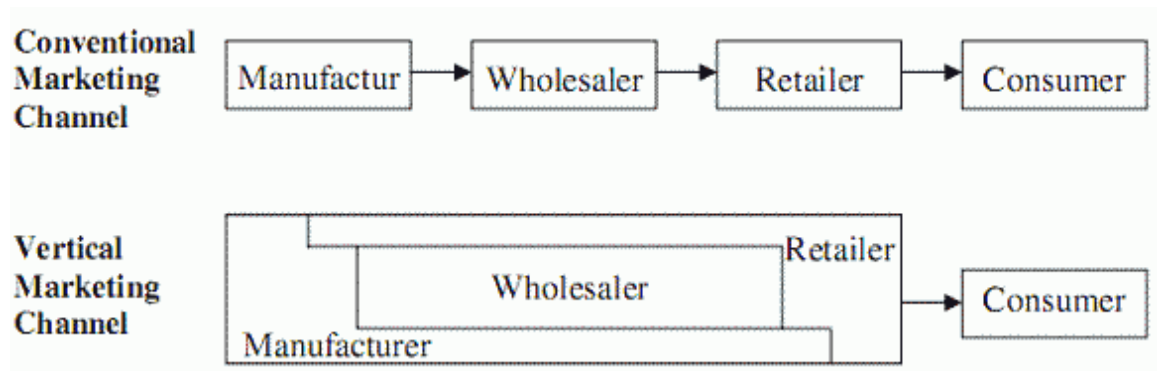 Conventional
Marketing
Channel
Manufactur
Wholesaler
Retailer
Consumer
Vertical
Marketing
Channel
Retailer
Wholesaler
Manufacturer
Consumer